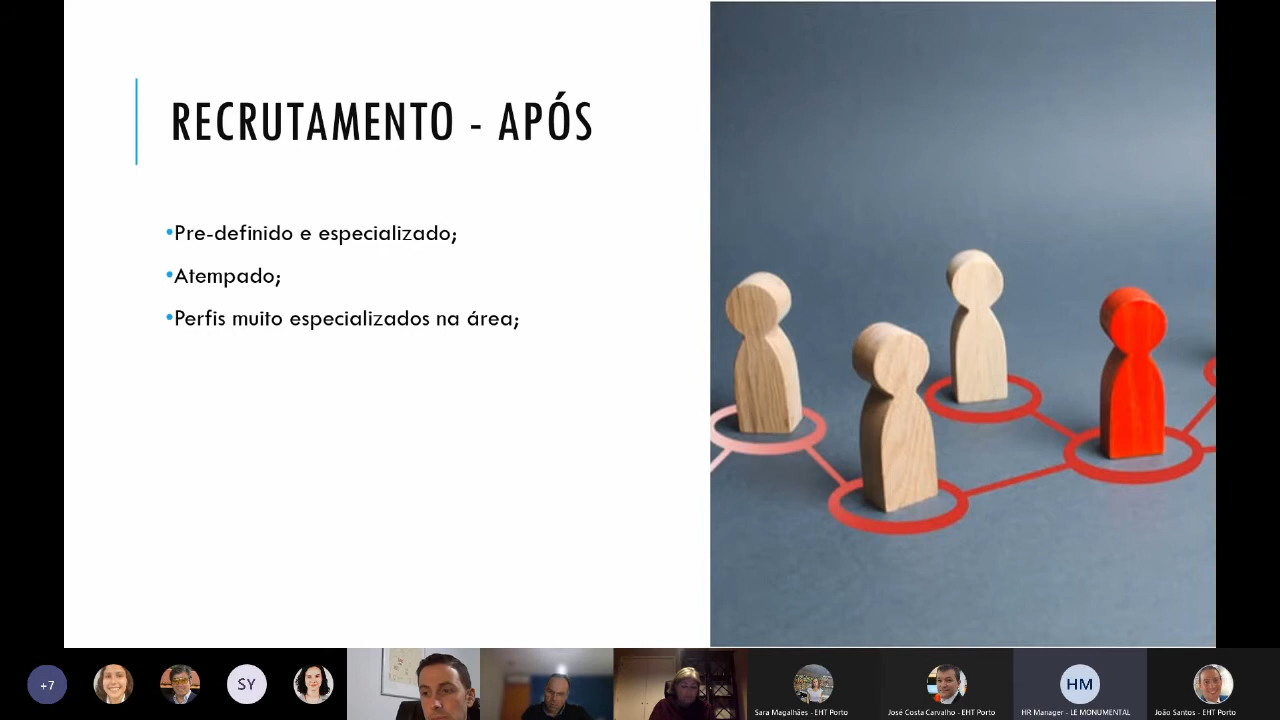 RECRUTAMENTO - APÓS
•Pre-definido e especializado;
•Atempado;
•Perfis muito especializados na área;
+7
SY
HM
Sara Magalhães - EHT Porto
José Costa Carvalho - EHT Porto
HR Manager - LE MONUMENTAL
João Santos - EHT Porto